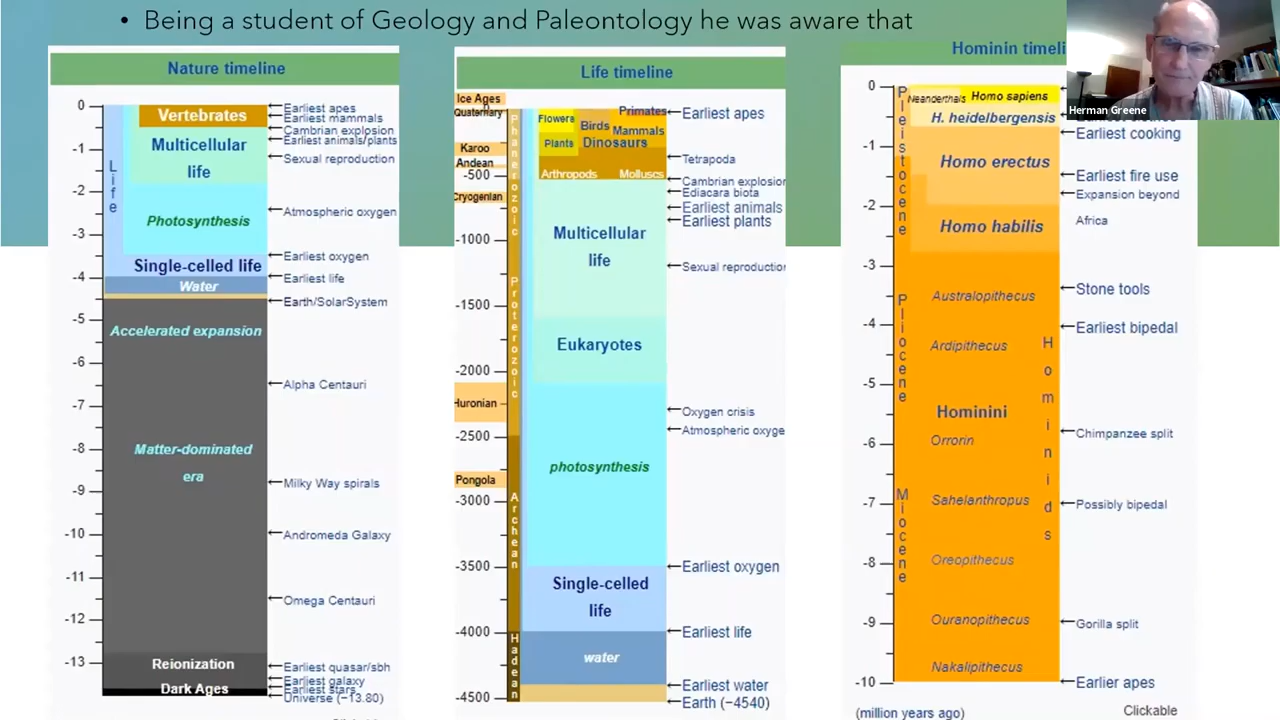 • Being a student of Geology and Paleontology he was aware that
Nature timeline
0
-1
-2
-3
-4
-5
-6
-7
-8
-9
-10
-11
-12
-13
Life
Vertebrates
Multicellular
life
Photosynthesis
Single-celled life
Water
Accelerated expansion
Matter-dominated
era
Reionization
Dark Ages
Earliest apes
Earliest mammals
Cambrian explosion
Earliest animals/plants
Sexual reproduction
Atmospheric oxygen
Earliest oxygen
Earliest life
Earth/SolarSystem
Alpha Centauri
Milky Way spirals
Andromeda Galaxy
Omega Centauri
Earliest quasar/sbh
Earliest galaxy
Earliest stars
Universe (−13.80)
Life timeline
Ice Ages
Quaternary
Karoo
Andean
Cryogenian
Huronian
Pongola
-500
-1000
-1500
-2000
-2500
-3000
-3500
-4000
-4500
Phanerozoic
Proterozoic
Archean
Hadean
Flowers
Birds
Primates
Plants
Mammals
Dinosaurs
Arthropods
Molluscs
Multicellular
life
Eukaryotes
photosynthesis
Single-celled
life
water
Earliest apes
Tetrapoda
Cambrian explosion
Ediacara biota
Earliest animals
Earliest plants
Sexual reproduction
Oxygen crisis
Atmospheric oxyge
Earliest oxygen
Earliest life
Earliest water
Earth (−4540)
Hominin timeli
0
-1
-2
-3
-4
-5
-6
-7
-8
-9
-10
Pleistocene
Pliocene
Miocene
Hominids
Neanderthals
Homo sapiens
H. heidelbergensis
Homo erectus
Homo habilis
Australopithecus
Ardipithecus
Hominini
Orrorin
Sahelanthropus
Oreopithecus
Ouranopithecus
Nakalipithecus
Earliest cooking
Earliest fire use
Expansion beyond
Africa
Stone tools
Earliest bipedal
Chimpanzee split
Possibly bipedal
Gorilla split
Earlier apes
(million years ago)
Clickable
Herman Greene